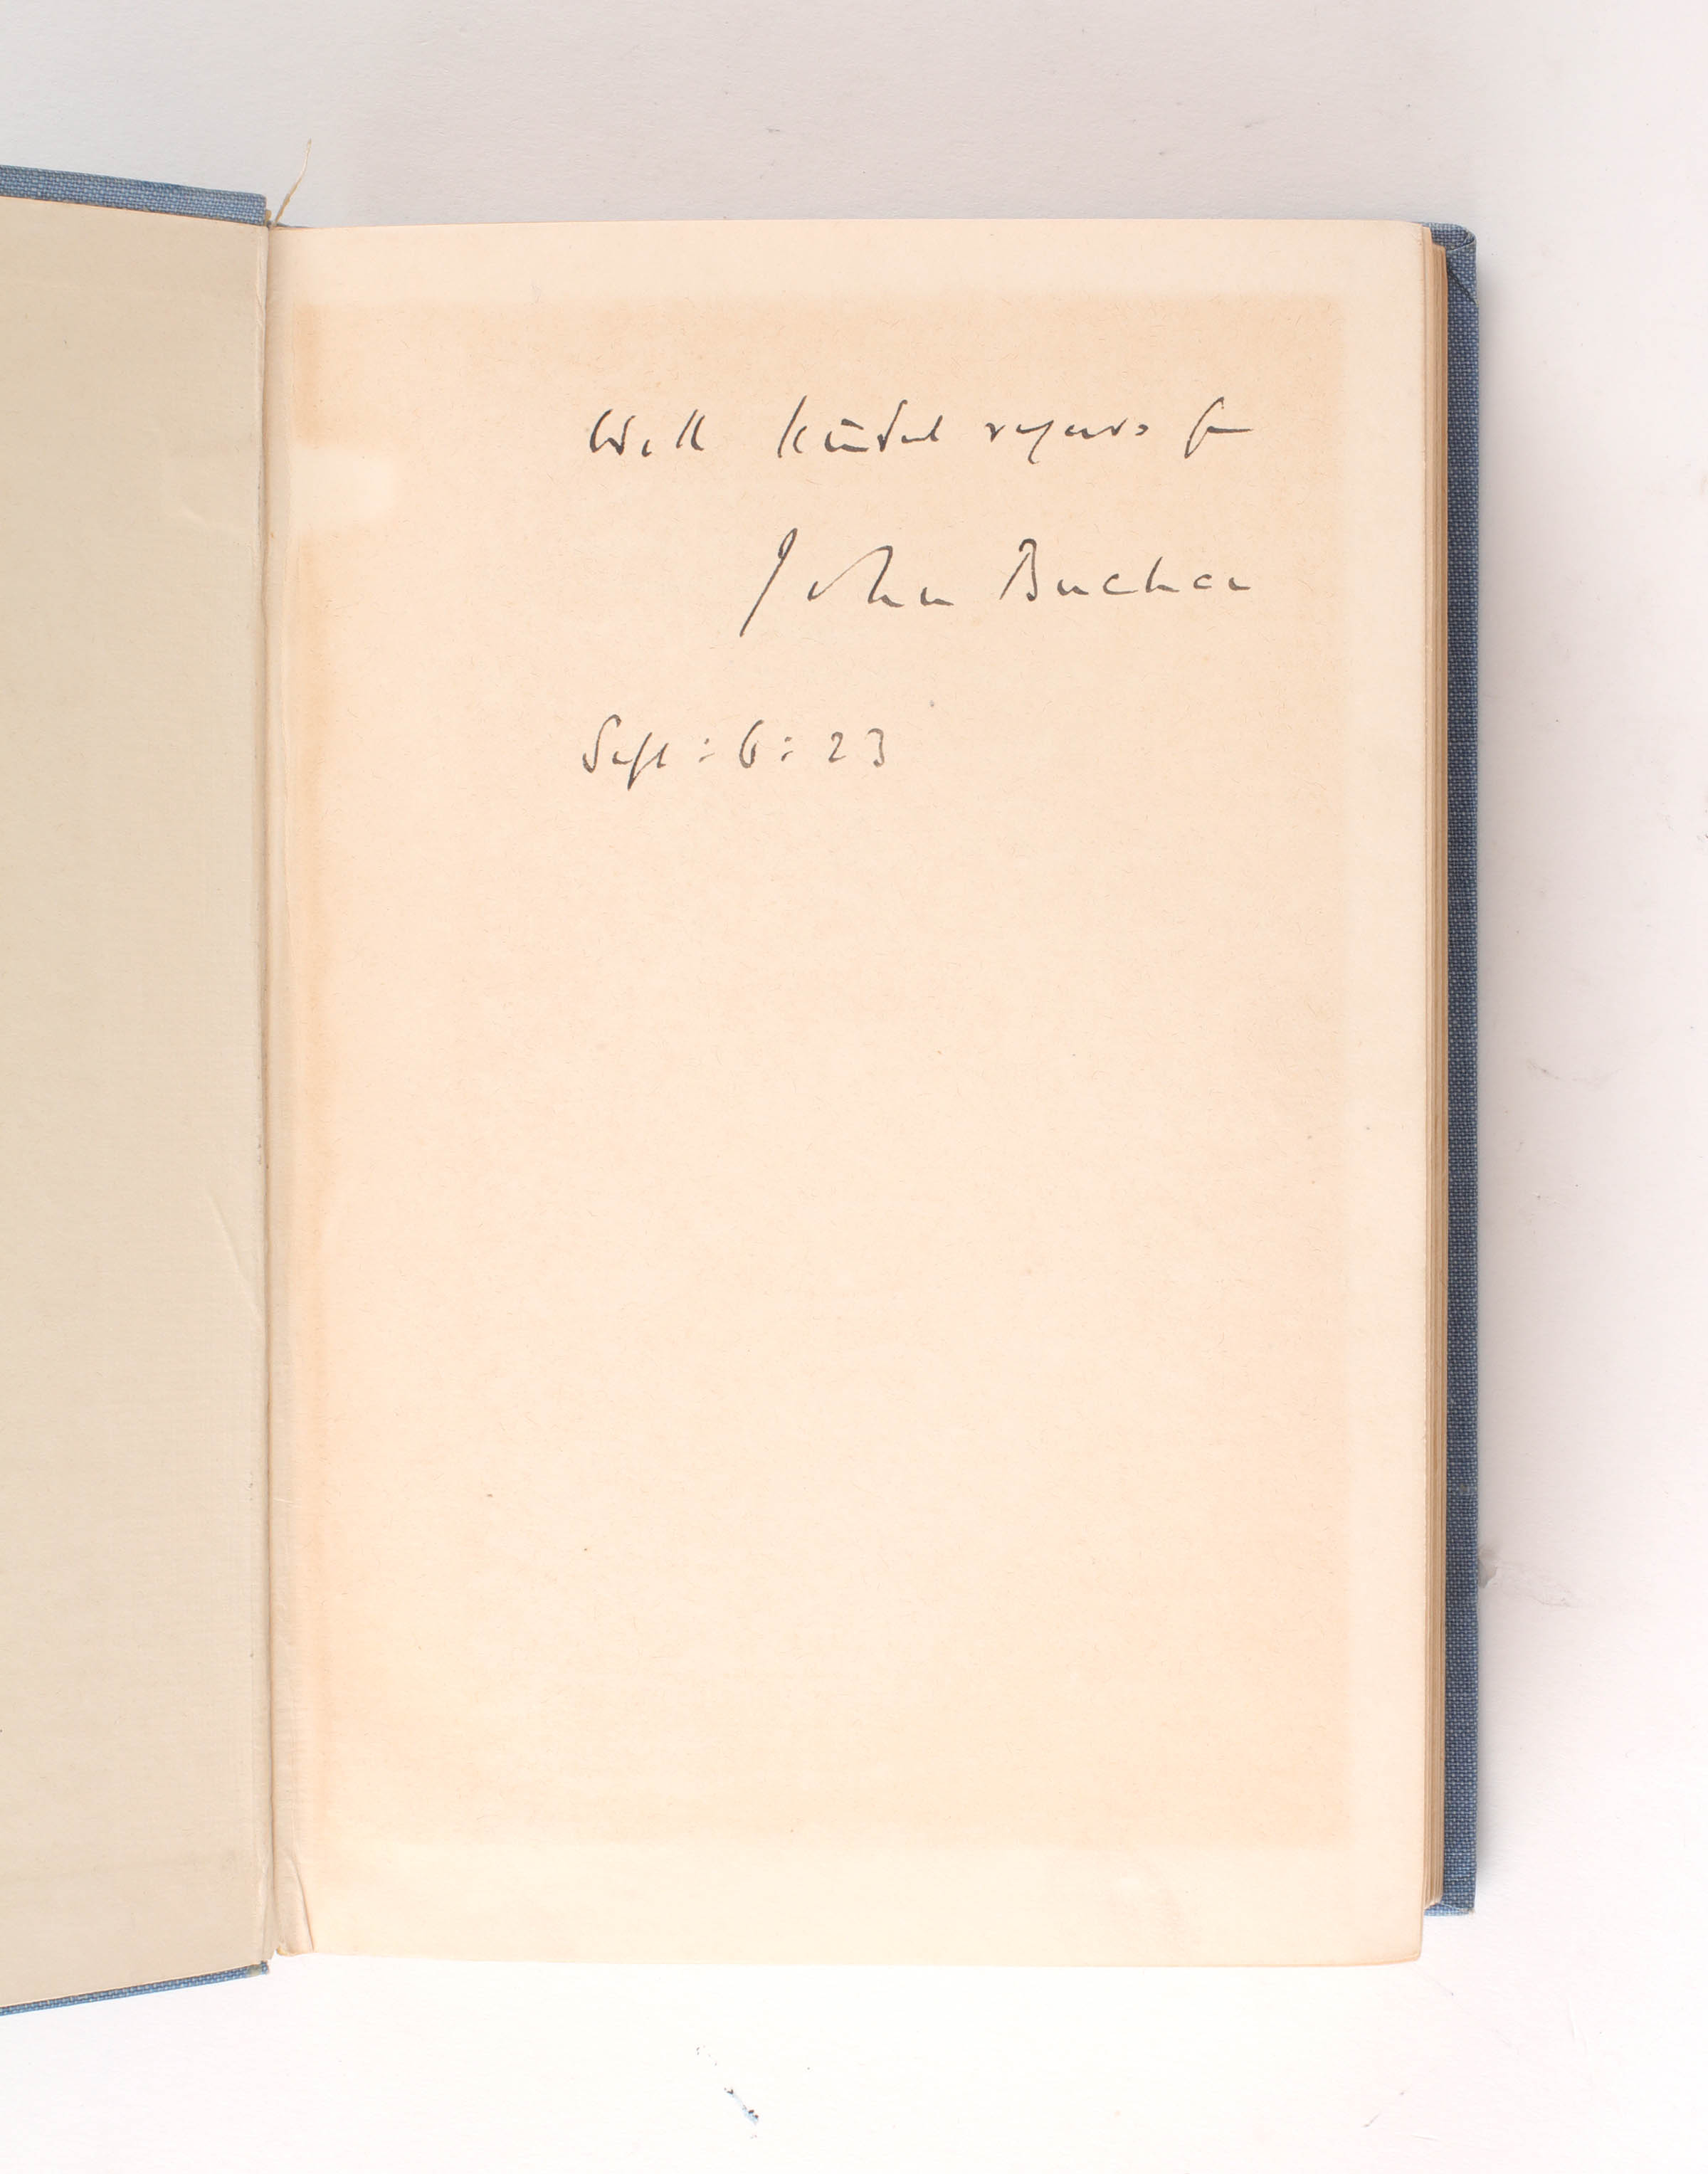 With kindest regards from
John Buchan
Sept: 6: 23